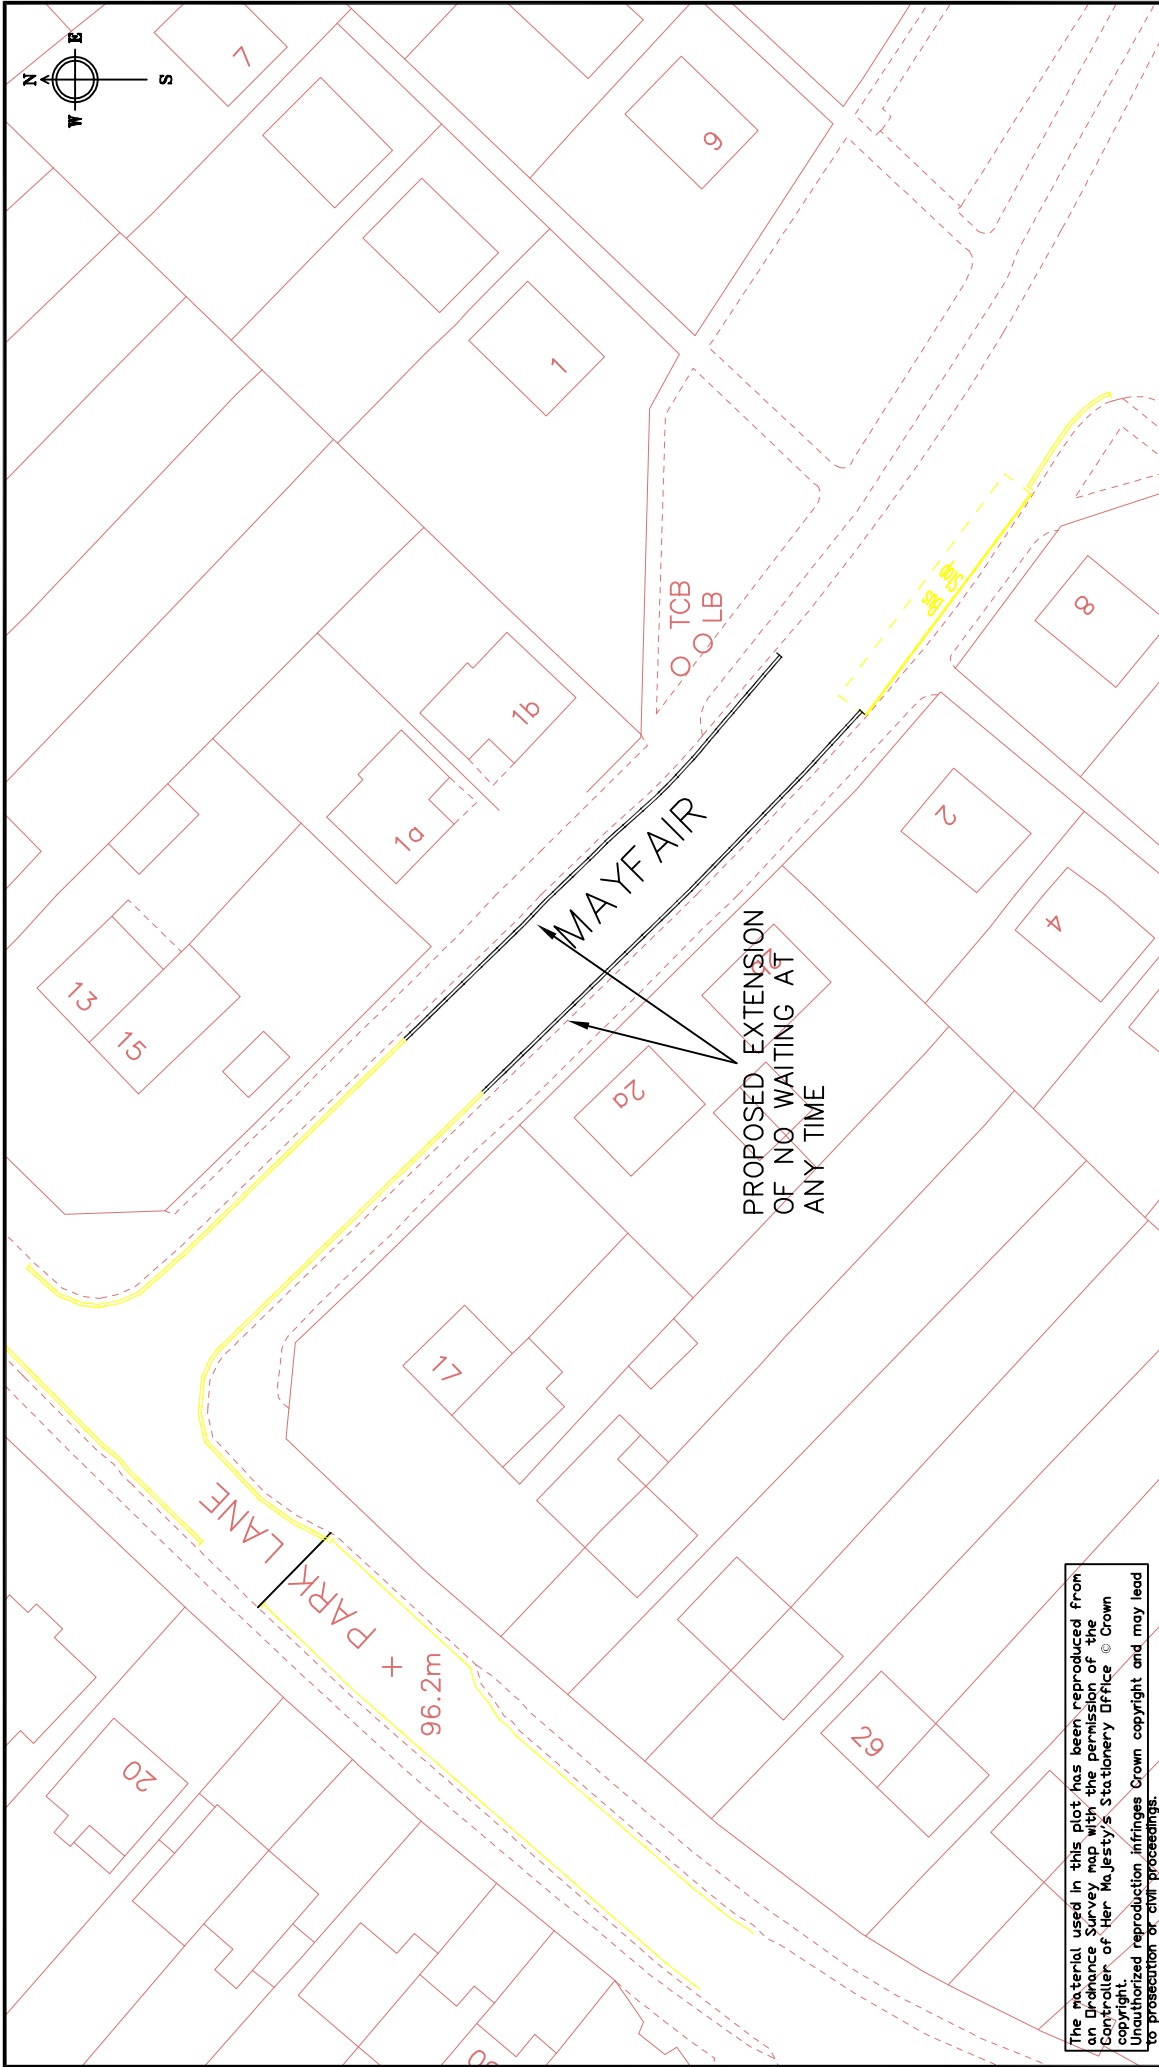 N
E
W
S
7
9
1
TCB
LB
1b
1a
13
15
MAYFAIR
Bus
Stop
8
2
4
2b
2a
PROPOSED EXTENSION
OF NO WAITING AT
ANY TIME
17
PARK LANE
96.2m
20
29
The material used in this plot has been reproduced from
an Ordnance Survey map with the permission of the
Controller of Her Majesty's Stationery Office © Crown
copyright.
Unauthorized reproduction infringes Crown copyright and may lead
to prosecution or civil proceedings.